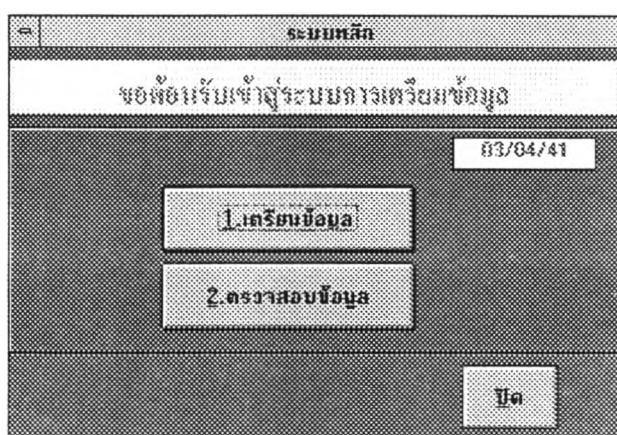 ระบบหลัก
ขอต้อนรับเข้าสู่ระบบการเตรียมข้อมูล
03/04/41
1.เตรียมข้อมูล
2.ตรวจสอบข้อมูล
ปิด